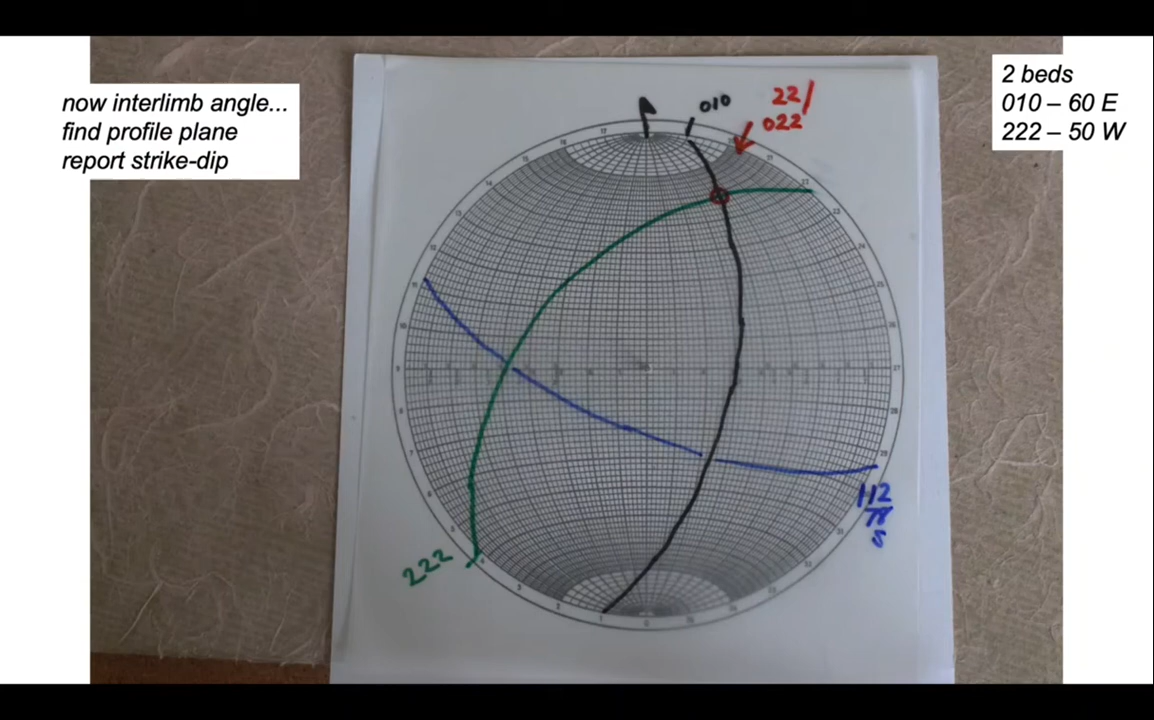 now interlimb angle...
find profile plane
report strike-dip
2 beds
010 – 60 E
222 – 50 W
010
22/
022
222
112
78
S